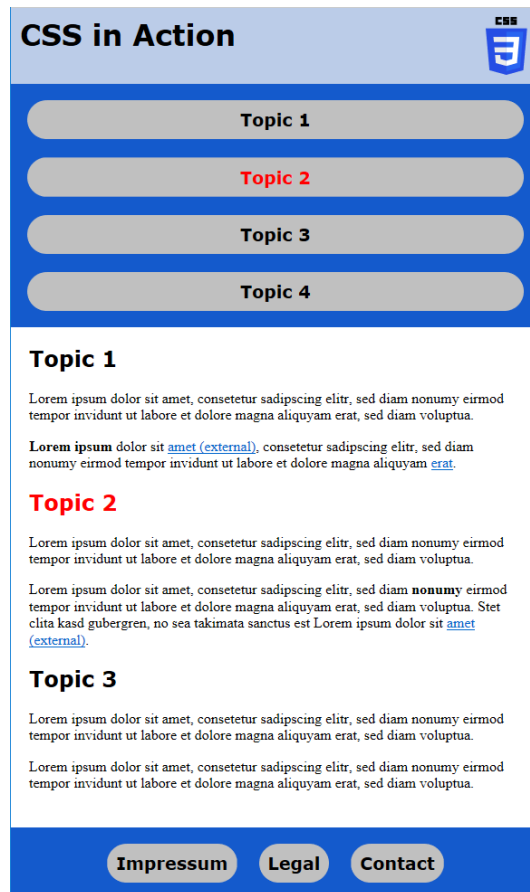 CSS in Action
CSS
3
Topic 1
Topic 2
Topic 3
Topic 4
Topic 1
Lorem ipsum dolor sit amet, consetetur sadipscing elitr, sed diam nonumy eirmod
tempor invidunt ut labore et dolore magna aliquyam erat, sed diam voluptua.
Lorem ipsum dolor sit amet (external), consetetur sadipscing elitr, sed diam
nonumy eirmod tempor invidunt ut labore et dolore magna aliquyam erat.
Topic 2
Lorem ipsum dolor sit amet, consetetur sadipscing elitr, sed diam nonumy eirmod
tempor invidunt ut labore et dolore magna aliquyam erat, sed diam voluptua.
Lorem ipsum dolor sit amet, consetetur sadipscing elitr, sed diam nonumy eirmod
tempor invidunt ut labore et dolore magna aliquyam erat, sed diam voluptua. Stet
clita kasd gubergren, no sea takimata sanctus est Lorem ipsum dolor sit amet
(external).
Topic 3
Lorem ipsum dolor sit amet, consetetur sadipscing elitr, sed diam nonumy eirmod
tempor invidunt ut labore et dolore magna aliquyam erat, sed diam voluptua.
Lorem ipsum dolor sit amet, consetetur sadipscing elitr, sed diam nonumy eirmod
tempor invidunt ut labore et dolore magna aliquyam erat, sed diam voluptua.
Impressum Legal Contact